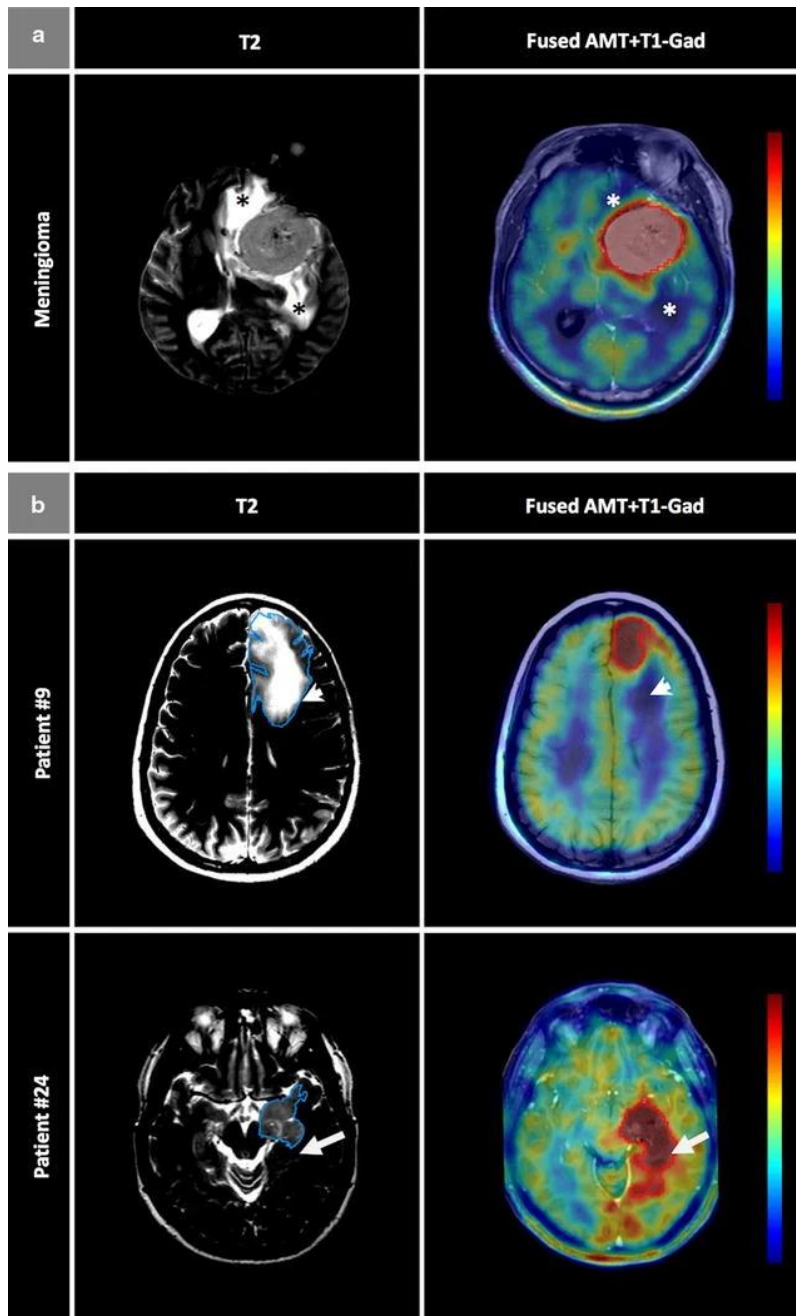 a
T2
Fused AMT+T1-Gad
Meningioma
*
*
*
*
b
T2
Fused AMT+T1-Gad
Patient #9
Patient #24